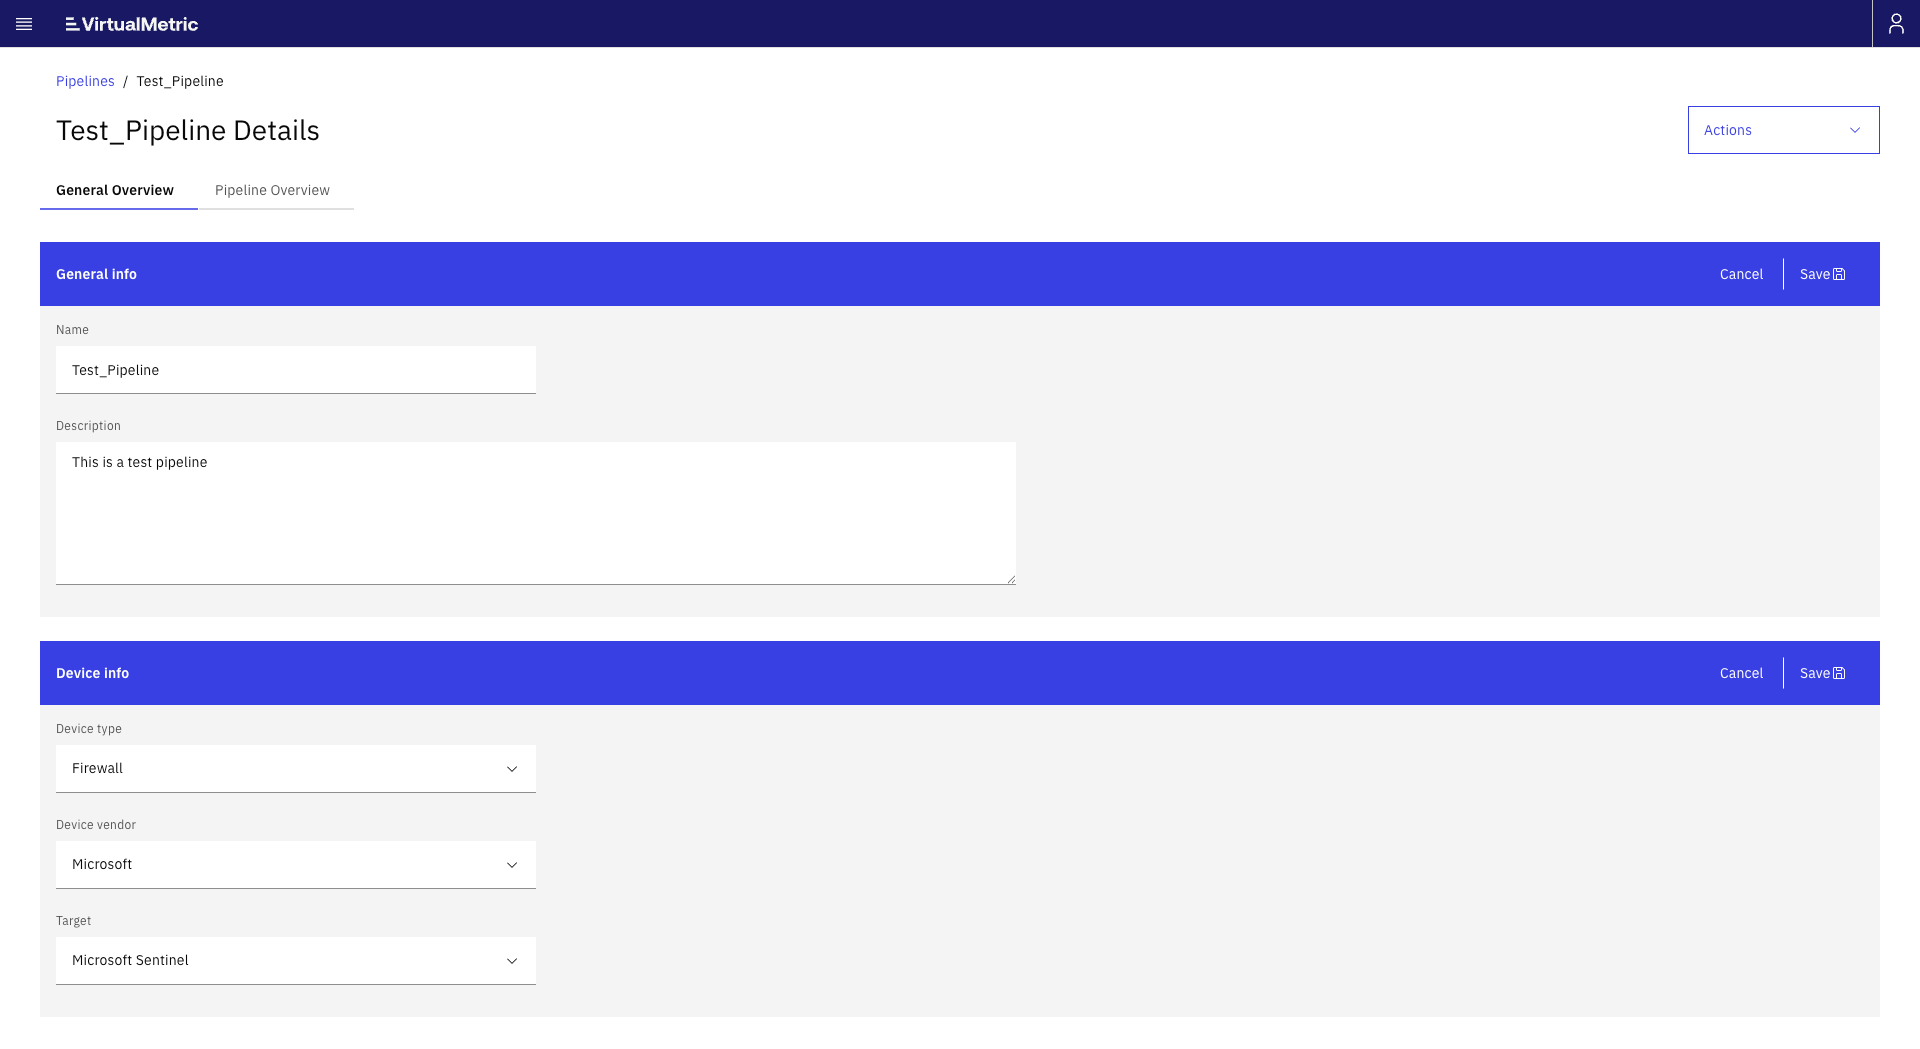 VirtualMetric
Pipelines / Test_Pipeline
Test_Pipeline Details
Actions
General Overview
Pipeline Overview
General info
Cancel
Save
Name
Test_Pipeline
Description
This is a test pipeline
Device info
Cancel
Save
Device type
Firewall
Device vendor
Microsoft
Target
Microsoft Sentinel